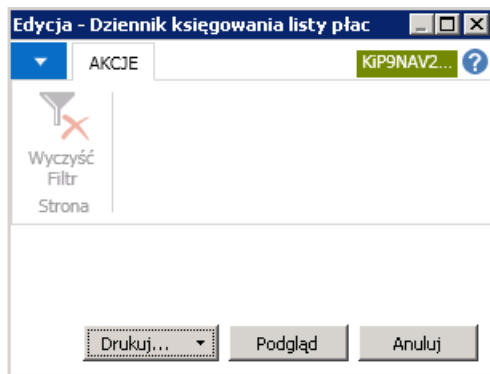 Edycja - Dziennik księgowania listy płac
AKCJE
KiP9NAV2...
Wyczyść
Filtr
Strona
Drukuj...
Podgląd
Anuluj